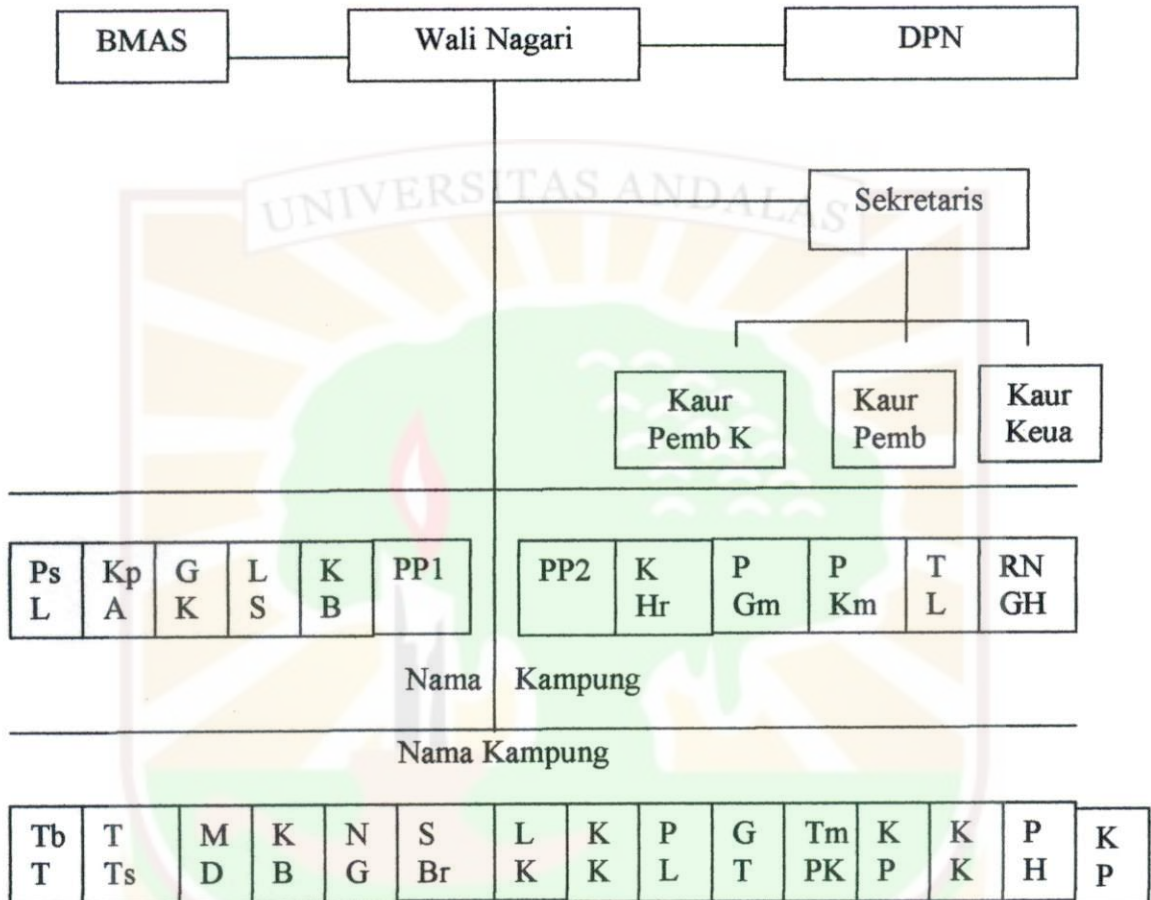 BMAS Wali Nagari DPN
UNIVERSITAS ANDALAS
Sekretaris
Kaur Kaur Kaur
Pemb K Pemb Keua
Ps Kp G L K PP1 PP2 K P P T RN
L A K S B Hr Gm Km L GH
Nama Kampung
Nama Kampung
Tb T M K N S L K P G Tm K K P K
T Ts D B G Br K K L T PK P K H P